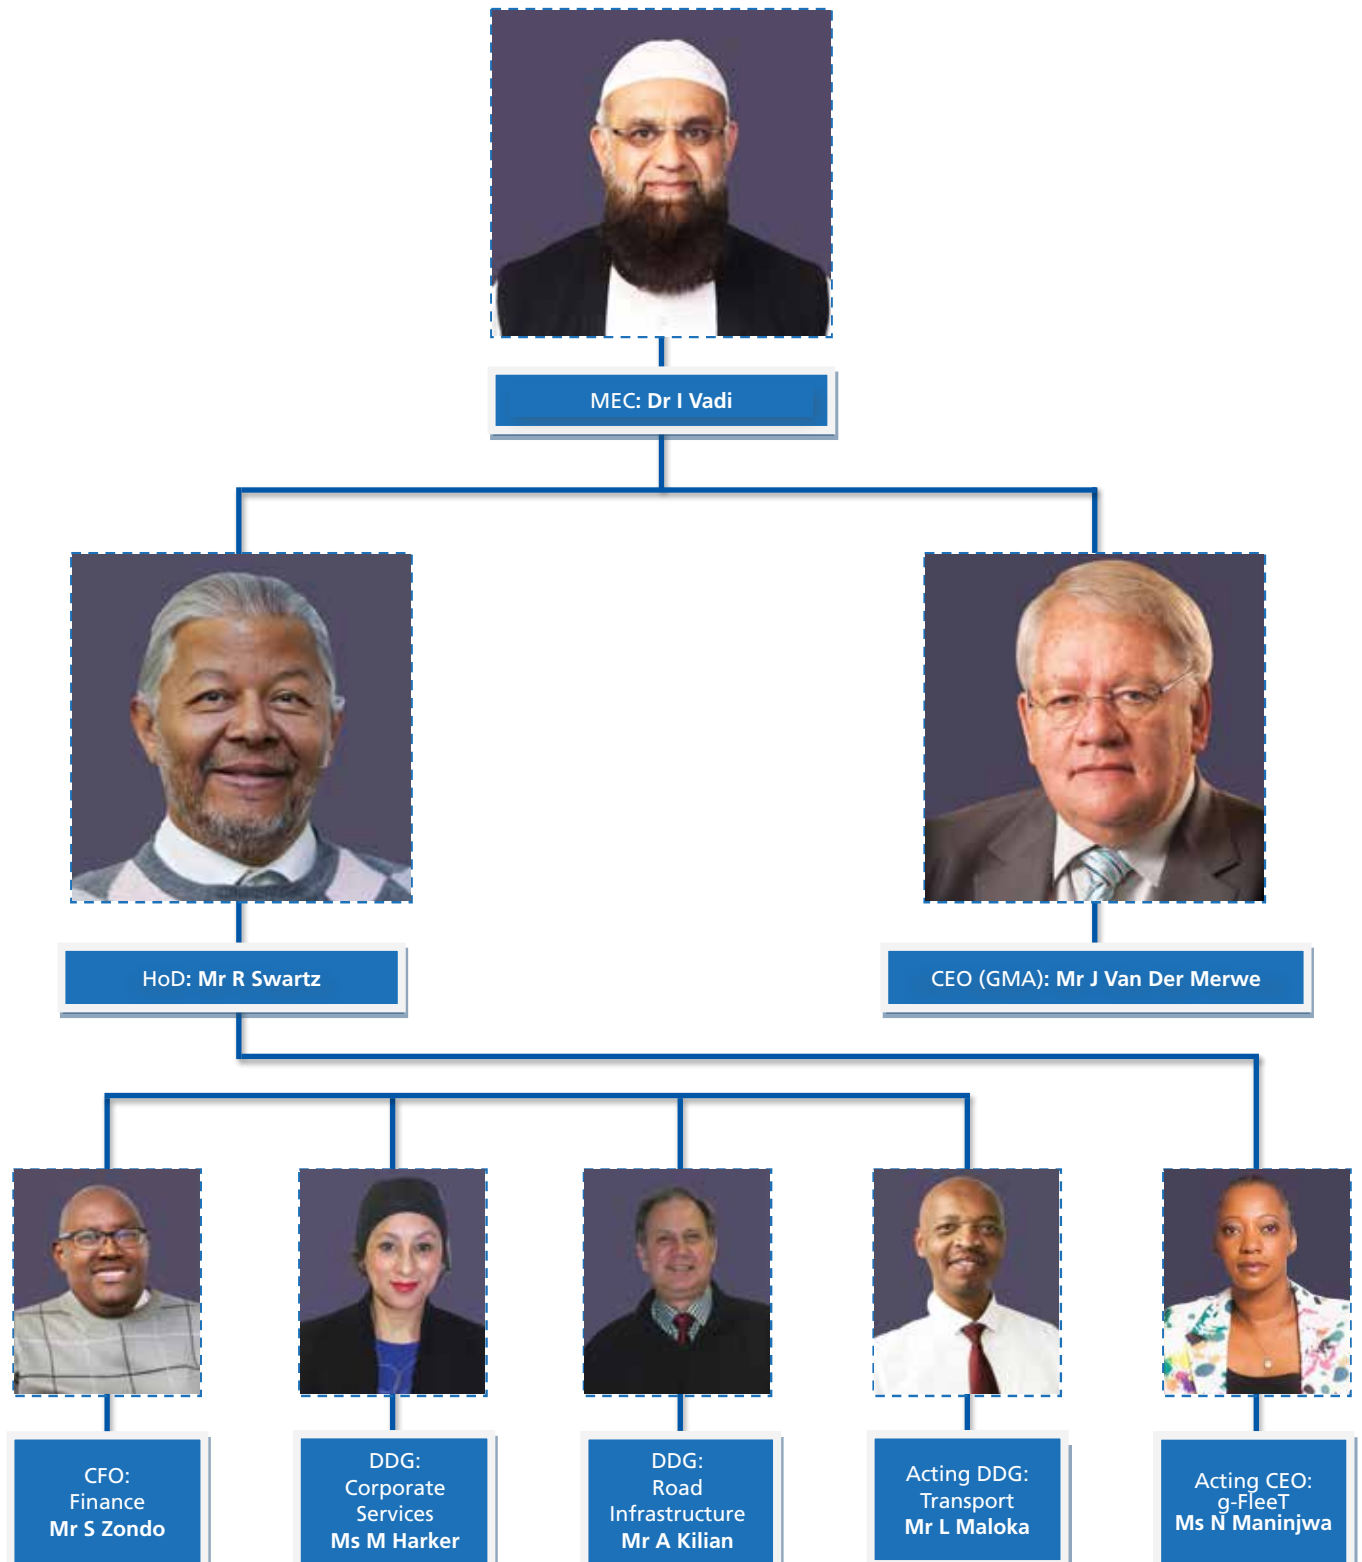 MEC: Dr I Vadi
HoD: Mr R Swartz
CEO (GMA): Mr J Van Der Merwe
CFO:
Finance
Mr S Zondo
DDG:
Corporate
Services
Ms M Harker
DDG:
Road
Infrastructure
Mr A Kilian
Acting DDG:
Transport
Mr L Maloka
Acting CEO:
g-FleeT
Ms N Maninjwa